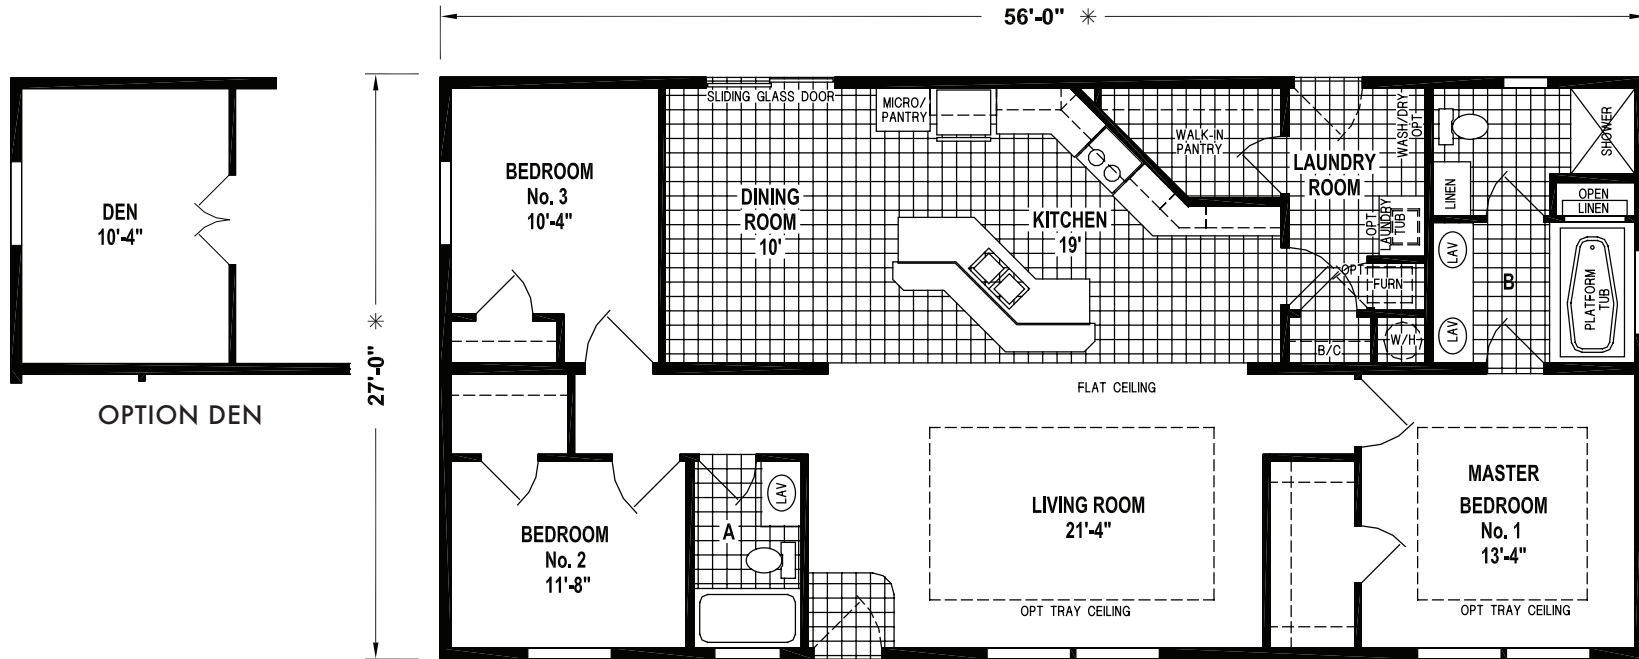 56'-0" ✳
27'-0" ✳
DEN
10'-4"
OPTION DEN
BEDROOM
No. 3
10'-4"
SLIDING GLASS DOOR
DINING
ROOM
10'
MICRO/
PANTRY
KITCHEN
19'
WALK-IN
PANTRY
LAUNDRY
ROOM
OPT
WASH/DRY
OPT
LAUNDRY
TUB
OPT
FURN
B/C
W/H
LINEN
SHOWER
OPEN
LINEN
LAV
LAV
B
PLATFORM
TUB
FLAT CEILING
BEDROOM
No. 2
11'-8"
A
LAV
LIVING ROOM
21'-4"
OPT TRAY CEILING
MASTER
BEDROOM
No. 1
13'-4"
OPT TRAY CEILING